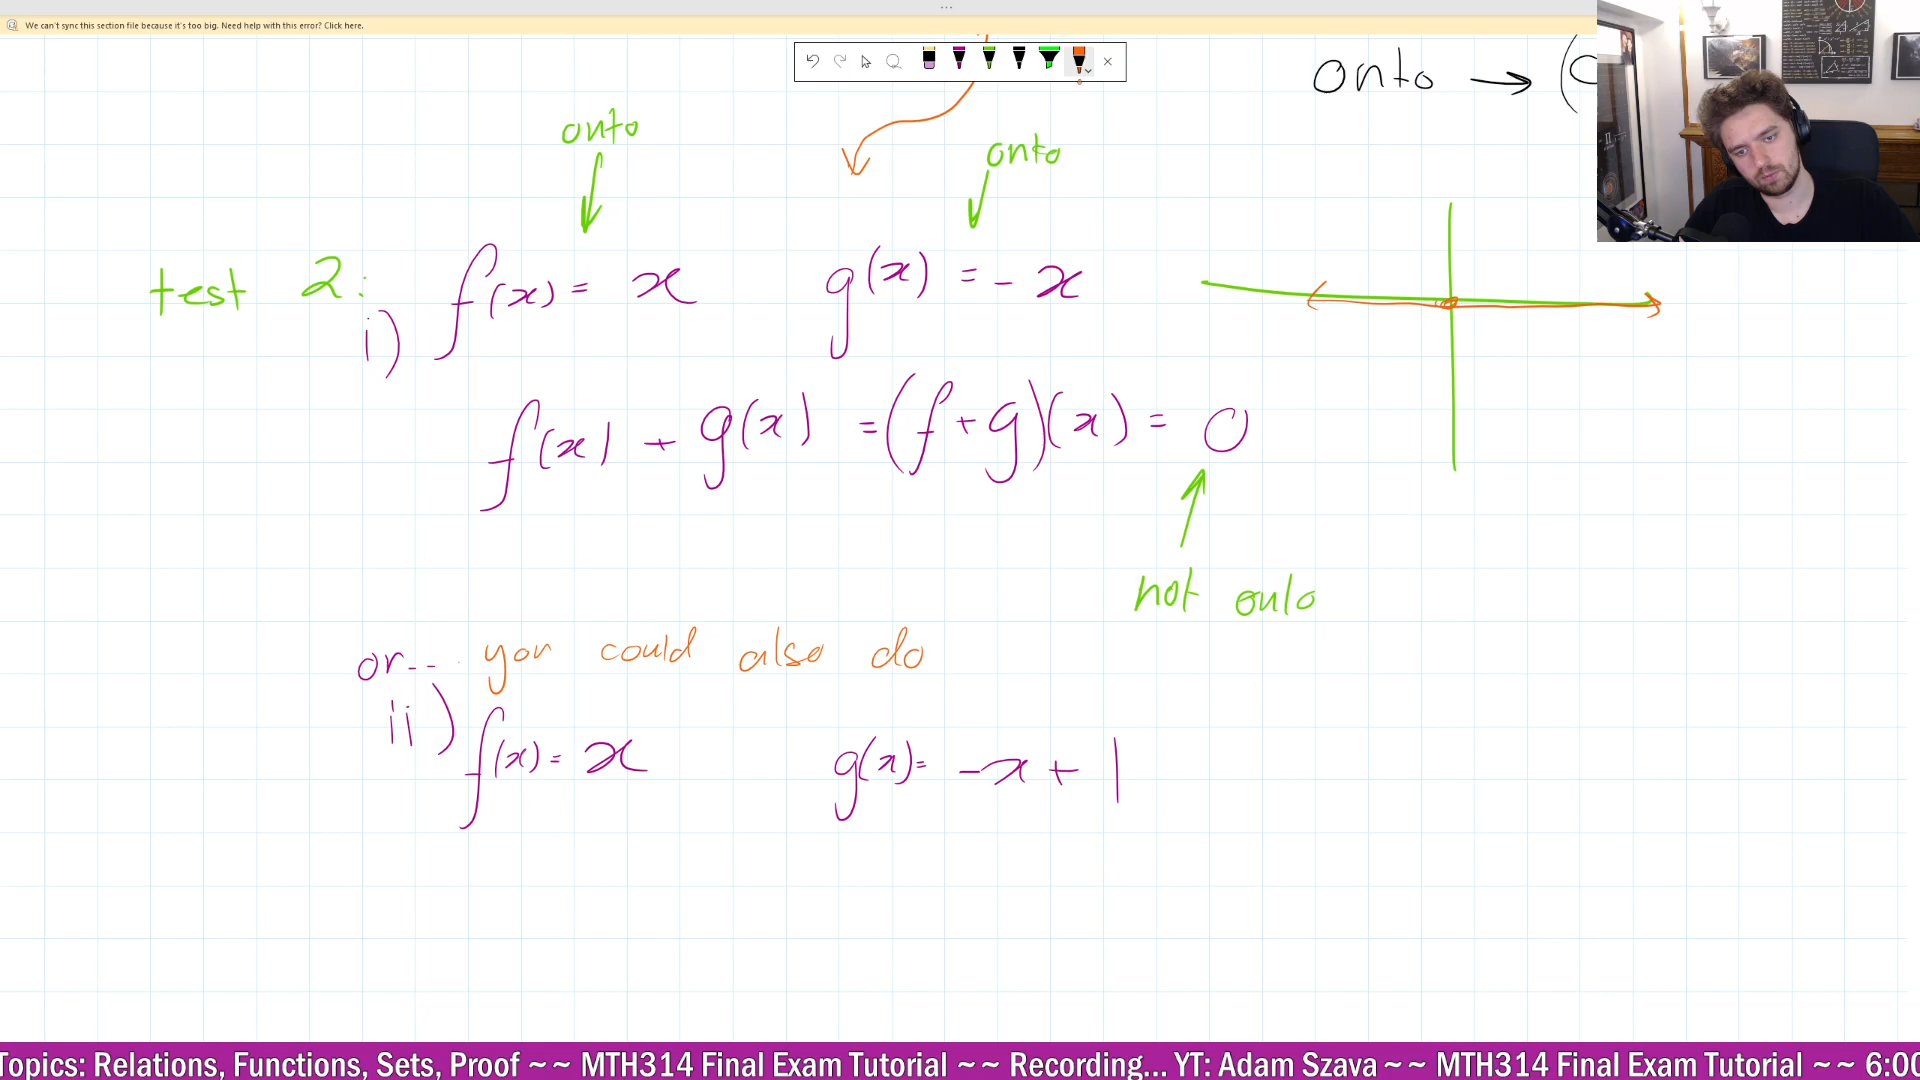 We can't sync this section file because it's too big. Need help with this error? Click here.
onto → (
onto
onto
test 2:
i) f(x) = x g(x) = -x
f(x) + g(x) = (f+g)(x) = 0
not onto
or... you could also do
ii) f(x) = x g(x) = -x + 1
Topics: Relations, Functions, Sets, Proof ~~ MTH314 Final Exam Tutorial ~~ Recording... YT: Adam Szava ~~ MTH314 Final Exam Tutorial ~~ 6:00